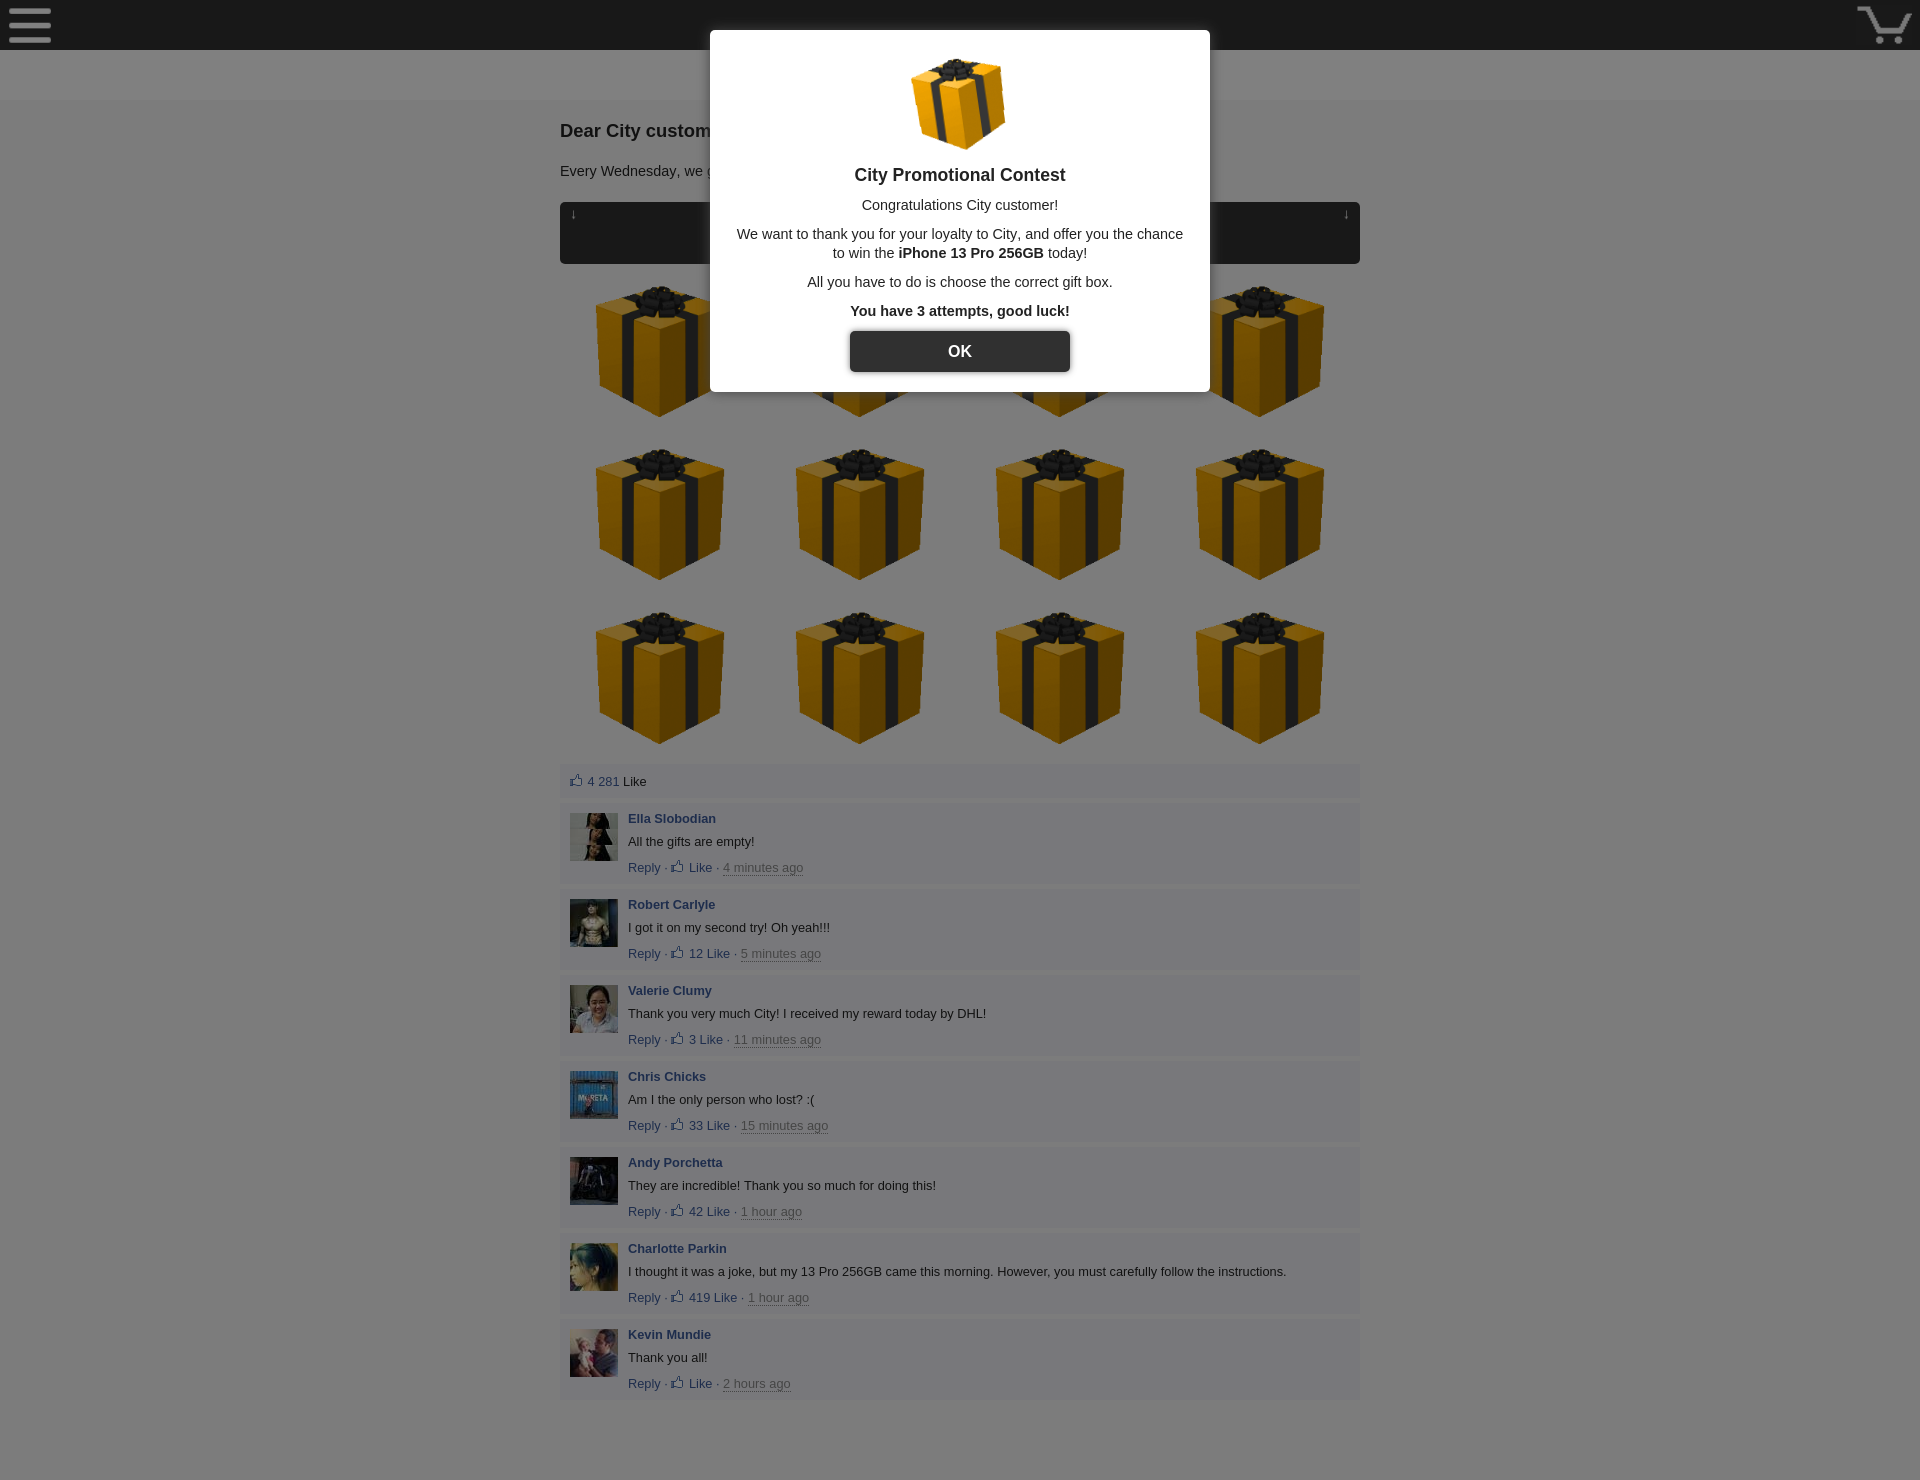 Dear City custom
Every Wednesday, we
↓ ↓
City Promotional Contest
Congratulations City customer!
We want to thank you for your loyalty to City, and offer you the chance
to win the iPhone 13 Pro 256GB today!
All you have to do is choose the correct gift box.
You have 3 attempts, good luck!
OK
4 281 Like
Ella Slobodian
All the gifts are empty!
Reply · Like · 4 minutes ago
Robert Carlyle
I got it on my second try! Oh yeah!!!
Reply · 12 Like · 5 minutes ago
Valerie Clumy
Thank you very much City! I received my reward today by DHL!
Reply · 3 Like · 11 minutes ago
Chris Chicks
Am I the only person who lost? :(
Reply · 33 Like · 15 minutes ago
Andy Porchetta
They are incredible! Thank you so much for doing this!
Reply · 42 Like · 1 hour ago
Charlotte Parkin
I thought it was a joke, but my 13 Pro 256GB came this morning. However, you must carefully follow the instructions.
Reply · 419 Like · 1 hour ago
Kevin Mundie
Thank you all!
Reply · Like · 2 hours ago